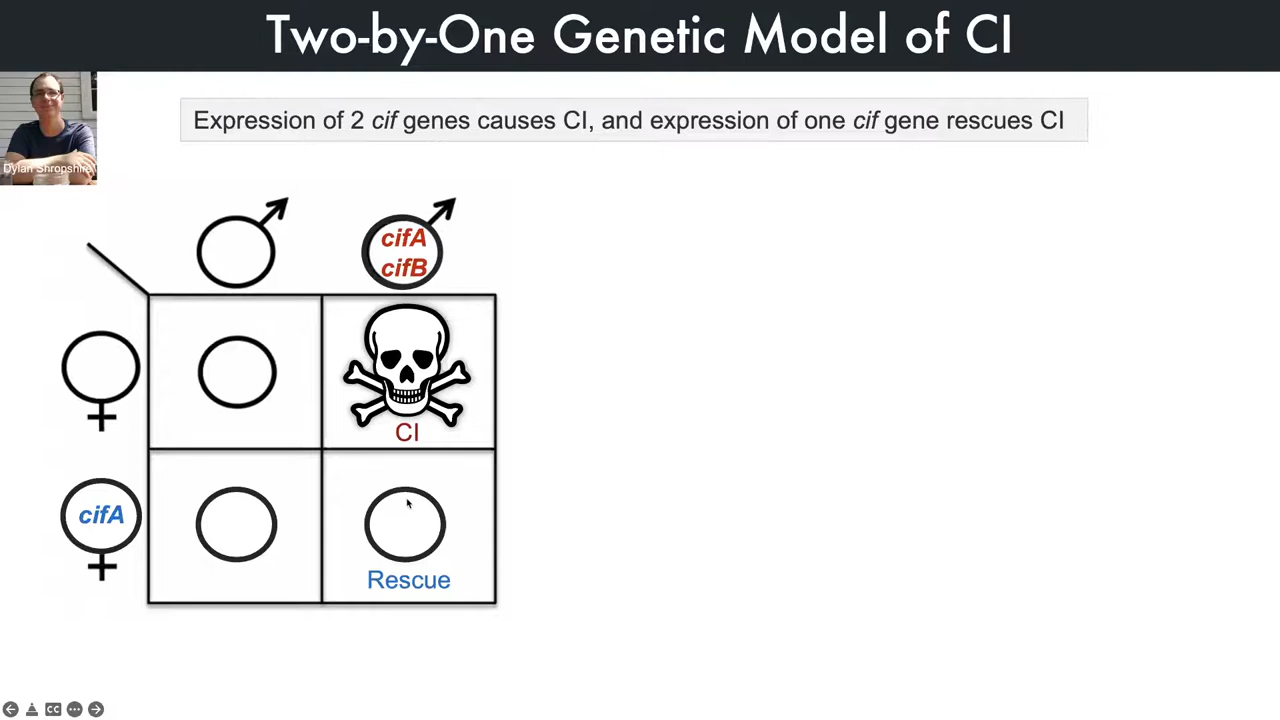 Two-by-One Genetic Model of CI
Expression of 2 cif genes causes CI, and expression of one cif gene rescues CI
Dylan Shropshire
cifA
cifB
CI
cifA
Rescue
CC